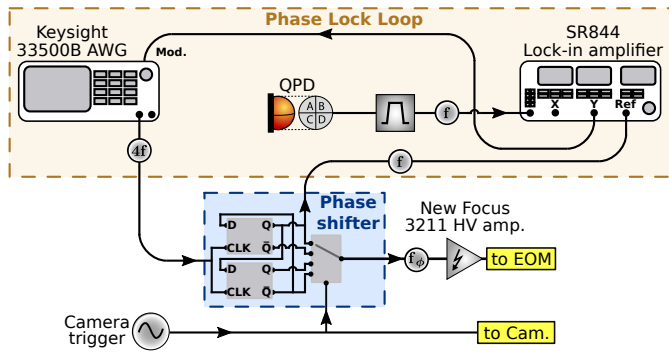 Phase Lock Loop
Keysight
33500B AWG
Mod.
QPD
A B
C D
f
SR844
Lock-in amplifier
X Y Ref
4f
f
Phase
shifter
D Q
CLK Q̅
D Q
CLK Q̅
New Focus
3211 HV amp.
fϕ
to EOM
Camera
trigger
to Cam.